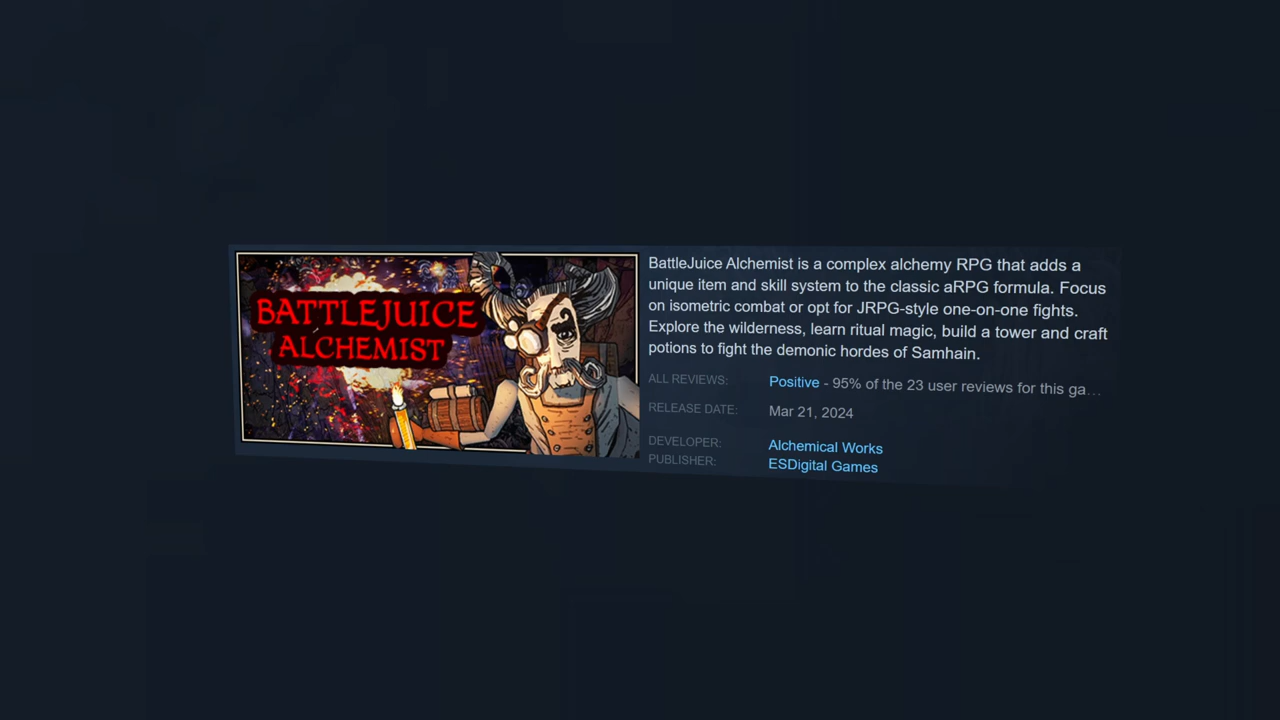 BATTLEJUICE
ALCHEMIST
BattleJuice Alchemist is a complex alchemy RPG that adds a
unique item and skill system to the classic aRPG formula. Focus
on isometric combat or opt for JRPG-style one-on-one fights.
Explore the wilderness, learn ritual magic, build a tower and craft
potions to fight the demonic hordes of Samhain.
ALL REVIEWS: Positive - 95% of the 23 user reviews for this ga...
RELEASE DATE: Mar 21, 2024
DEVELOPER: Alchemical Works
PUBLISHER: ESDigital Games